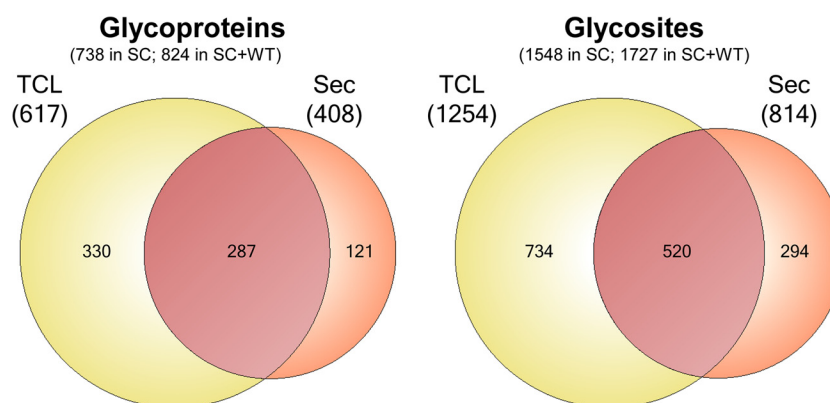 Glycoproteins
(738 in SC; 824 in SC+WT)
TCL
(617)
Sec
(408)
330
287
121
Glycosites
(1548 in SC; 1727 in SC+WT)
TCL
(1254)
Sec
(814)
734
520
294